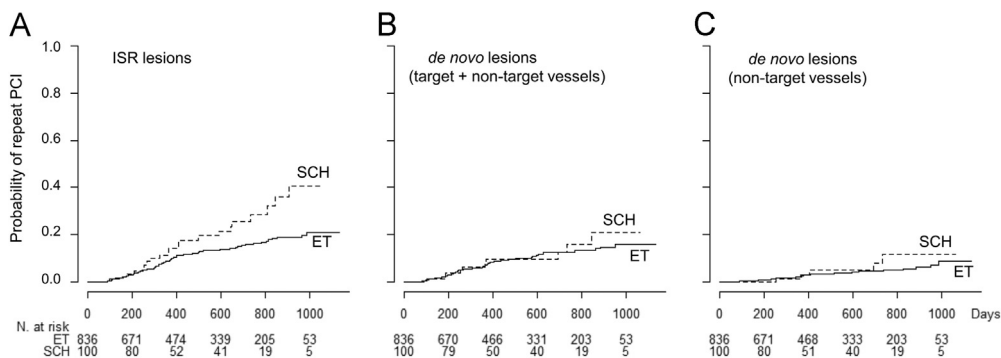 A
B
C
ISR lesions
de novo lesions
(target + non-target vessels)
de novo lesions
(non-target vessels)
Probability of repeat PCI
1.0
0.8
0.6
0.4
0.2
0.0
SCH
ET
SCH
ET
SCH
ET
0 200 400 600 800 1000
0 200 400 600 800 1000
0 200 400 600 800 1000 Days
N. at risk
ET 836 671 474 339 205 53 836 670 466 331 203 53 836 671 468 333 203 53
SCH 100 80 52 41 19 5 100 79 50 40 19 5 100 80 51 40 19 5